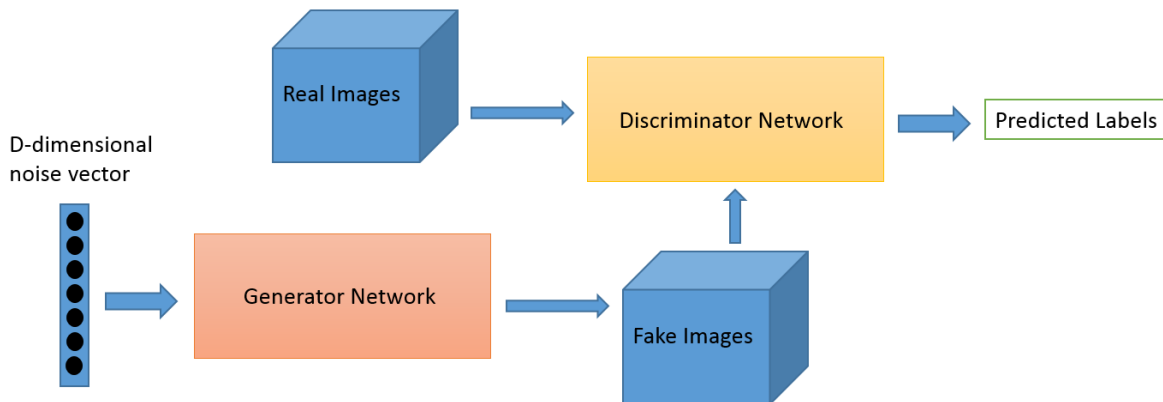 Real Images
Discriminator Network
Predicted Labels
D-dimensional
noise vector
Generator Network
Fake Images